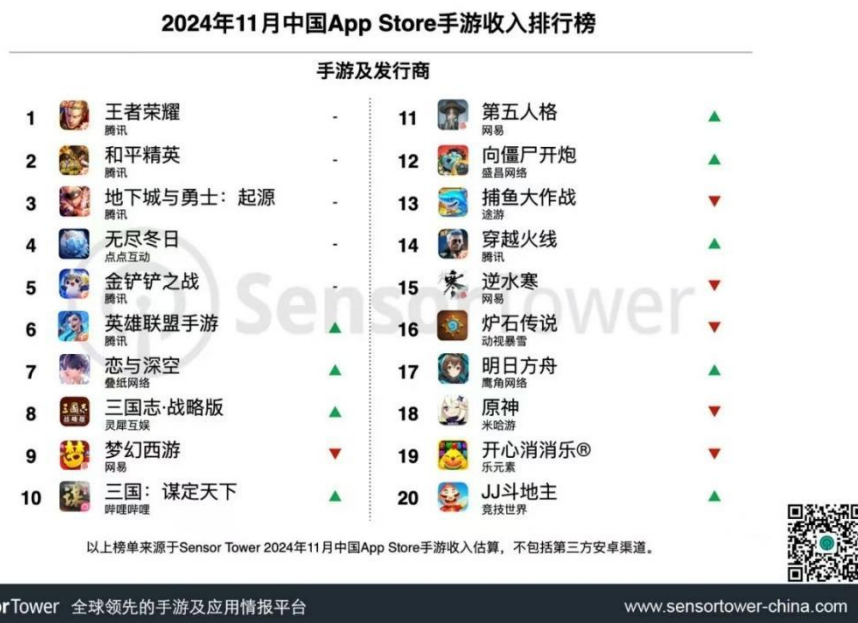 2024年11月中国App Store手游收入排行榜
手游及发行商
1 王者荣耀 -
腾讯
2 和平精英 -
腾讯
3 地下城与勇士：起源 -
腾讯
4 无尽冬日 -
点点互动
5 金铲铲之战 -
腾讯
6 英雄联盟手游 ▲
腾讯
7 恋与深空 ▲
叠纸网络
8 三国志·战略版 ▲
灵犀互娱
9 梦幻西游 ▼
网易
10 三国：谋定天下 ▲
哔哩哔哩
11 第五人格 ▲
网易
12 向僵尸开炮 ▲
盛昌网络
13 捕鱼大作战 ▼
途游
14 穿越火线 ▲
腾讯
15 逆水寒 ▼
网易
16 炉石传说 ▼
动视暴雪
17 明日方舟 ▲
鹰角网络
18 原神 ▼
米哈游
19 开心消消乐® ▼
乐元素
20 JJ斗地主 ▲
竞技世界
SensorTower
以上榜单来源于Sensor Tower 2024年11月中国App Store手游收入估算，不包括第三方安卓渠道。
orTower 全球领先的手游及应用情报平台
www.sensortower-china.com